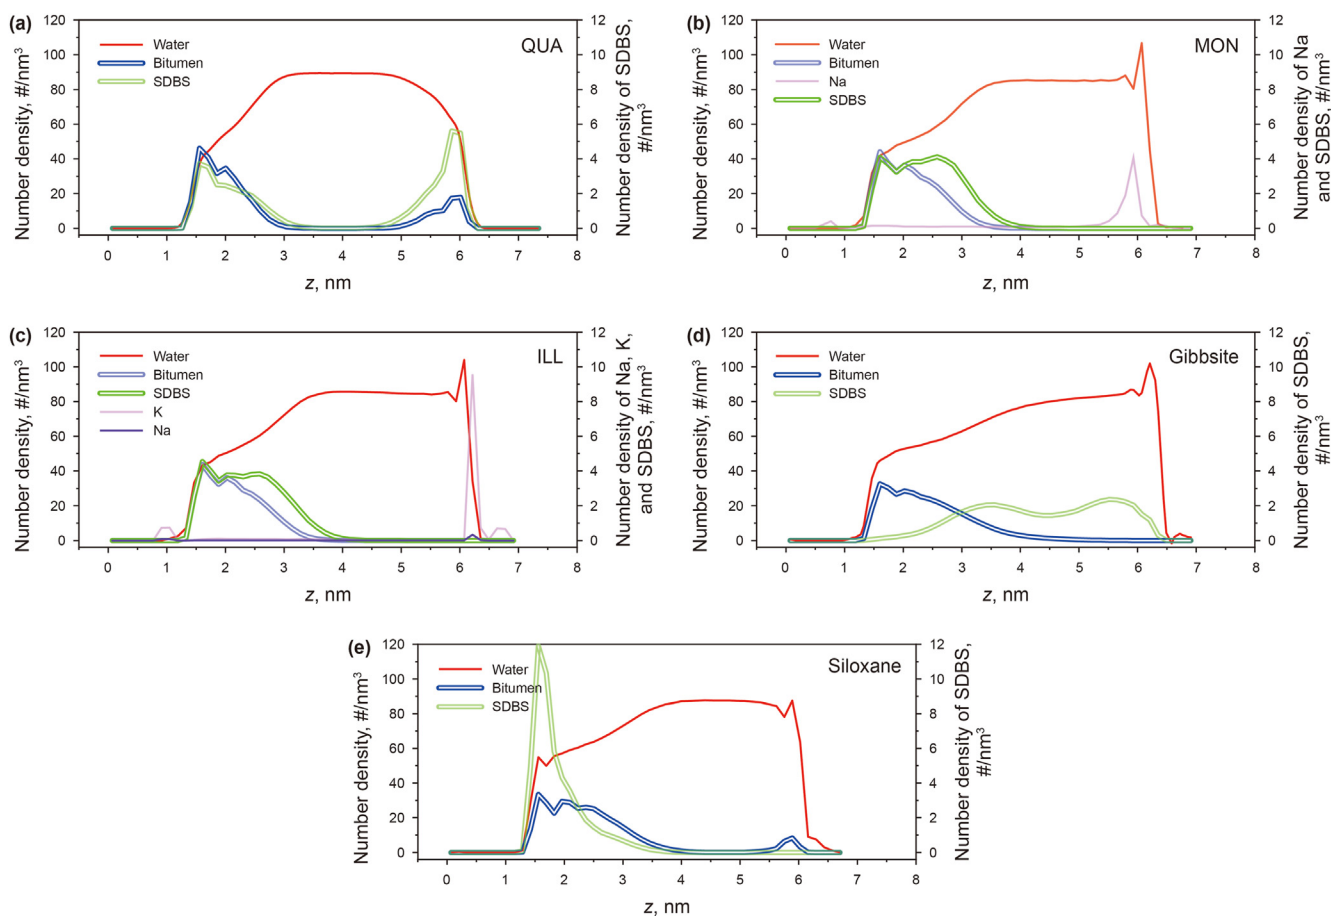 (a)
Number density, #/nm³
120
100
80
60
40
20
0
Water
Bitumen
SDBS
QUA
12
10
8
6
4
2
0
Number density of SDBS,
#/nm³
0 1 2 3 4 5 6 7 8
z, nm
(b)
Number density, #/nm³
120
100
80
60
40
20
0
Water
Bitumen
Na
SDBS
MON
12
10
8
6
4
2
0
Number density of Na
and SDBS, #/nm³
0 1 2 3 4 5 6 7 8
z, nm
(c)
Number density, #/nm³
120
100
80
60
40
20
0
Water
Bitumen
SDBS
K
Na
ILL
12
10
8
6
4
2
0
Number density of Na, K,
and SDBS, #/nm³
0 1 2 3 4 5 6 7 8
z, nm
(d)
Number density, #/nm³
120
100
80
60
40
20
0
Water
Bitumen
SDBS
Gibbsite
12
10
8
6
4
2
0
Number density of SDBS,
#/nm³
0 1 2 3 4 5 6 7 8
z, nm
(e)
Number density, #/nm³
120
100
80
60
40
20
0
Water
Bitumen
SDBS
Siloxane
12
10
8
6
4
2
0
Number density of SDBS,
#/nm³
0 1 2 3 4 5 6 7 8
z, nm